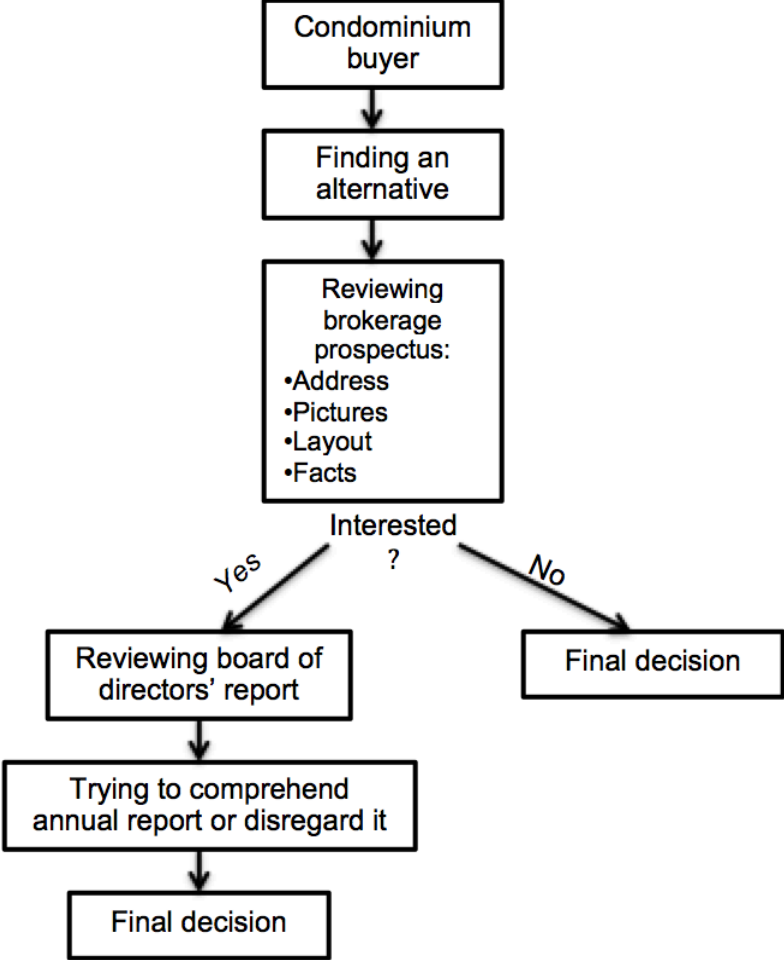 Condominium
buyer
Finding an
alternative
Reviewing
brokerage
prospectus:
•Address
•Pictures
•Layout
•Facts
Interested
?
Yes
No
Reviewing board of
directors’ report
Final decision
Trying to comprehend
annual report or disregard it
Final decision